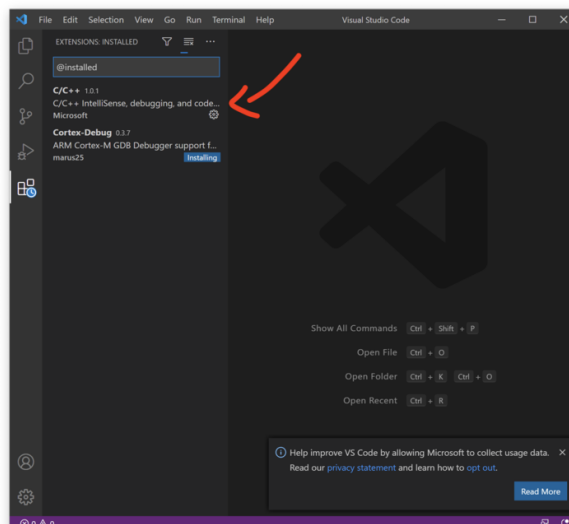 File Edit Selection View Go Run Terminal Help Visual Studio Code
EXTENSIONS: INSTALLED
@installed
C/C++ 1.0.1
C/C++ IntelliSense, debugging, and code...
Microsoft
Cortex-Debug 0.3.7
ARM Cortex-M GDB Debugger support f...
marus25 Installing
Show All Commands Ctrl + Shift + P
Open File Ctrl + O
Open Folder Ctrl + K Ctrl + O
Open Recent Ctrl + R
Help improve VS Code by allowing Microsoft to collect usage data.
Read our privacy statement and learn how to opt out.
Read More
0 0